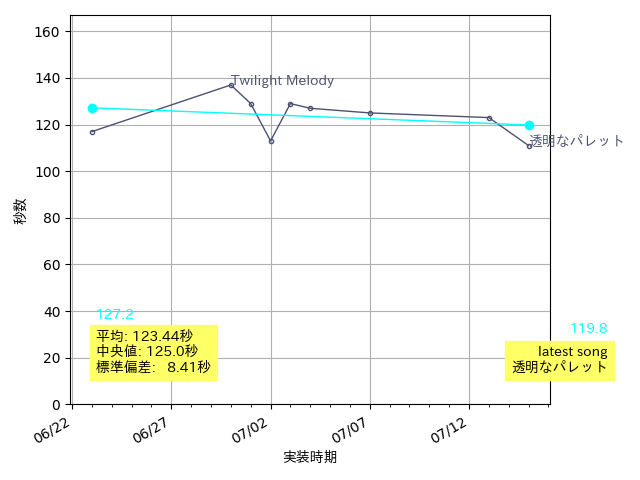 160
140
120
100
80
60
40
20
0
秒数
Twilight Melody
透明なパレット
127.2
平均: 123.44秒
中央値: 125.0秒
標準偏差:  8.41秒
119.8
latest song
透明なパレット
06/22
06/27
07/02
07/07
07/12
実装時期